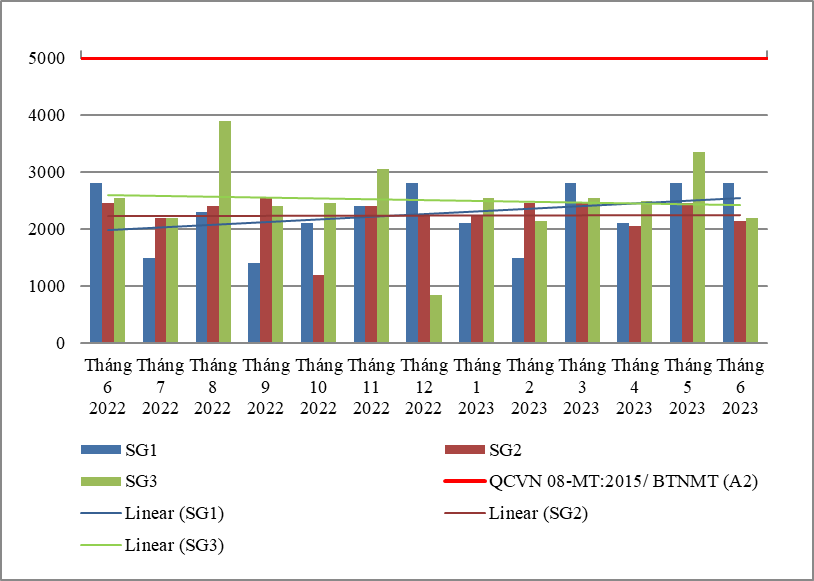 5000
4000
3000
2000
1000
0
Tháng Tháng Tháng Tháng Tháng Tháng Tháng Tháng Tháng Tháng Tháng Tháng Tháng
6 7 8 9 10 11 12 1 2 3 4 5 6
2022 2022 2022 2022 2022 2022 2022 2023 2023 2023 2023 2023 2023
SG1 SG2
SG3 QCVN 08-MT:2015/ BTNMT (A2)
Linear (SG1) Linear (SG2)
Linear (SG3)